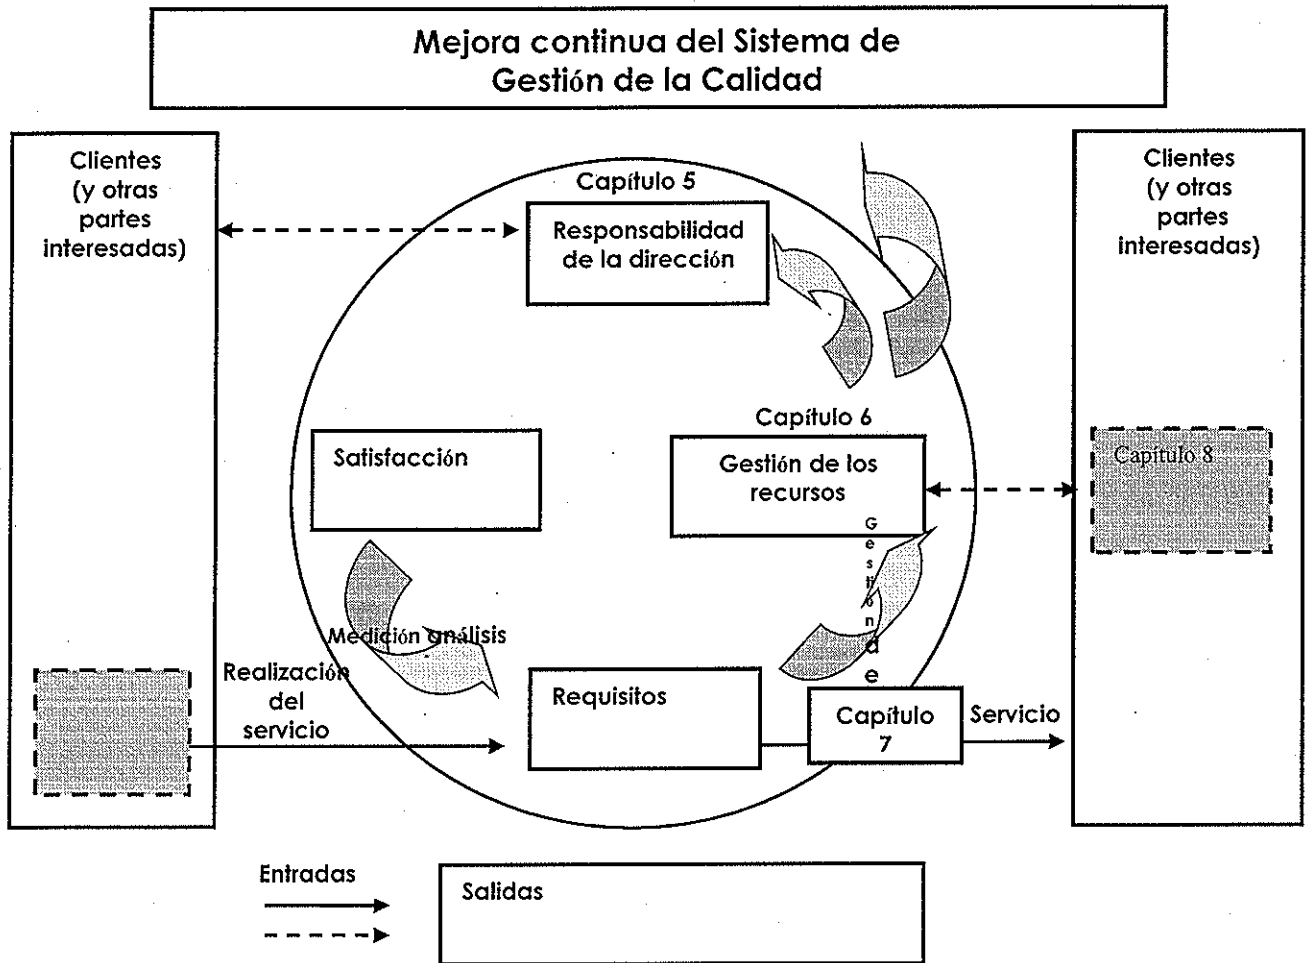 Mejora continua del Sistema de
Gestión de la Calidad
Clientes
(y otras
partes
interesadas)
Capítulo 5
Responsabilidad
de la dirección
Clientes
(y otras
partes
interesadas)
Satisfacción
Capítulo 6
Gestión de los
recursos
Capítulo 8
Gestión de
Medición análisis
Realización
del
servicio
Requisitos
Capítulo
7
Servicio
Entradas
Salidas